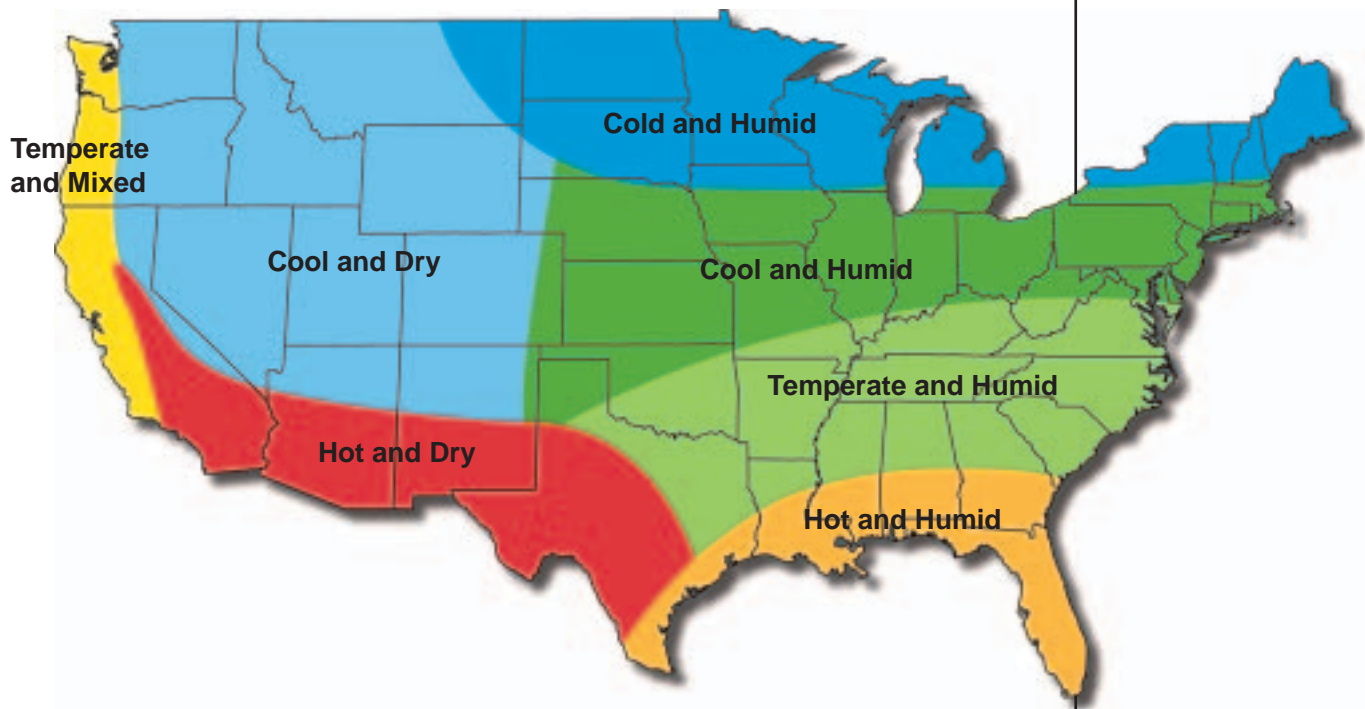 Cold and Humid
Temperate
and Mixed
Cool and Dry
Cool and Humid
Temperate and Humid
Hot and Dry
Hot and Humid